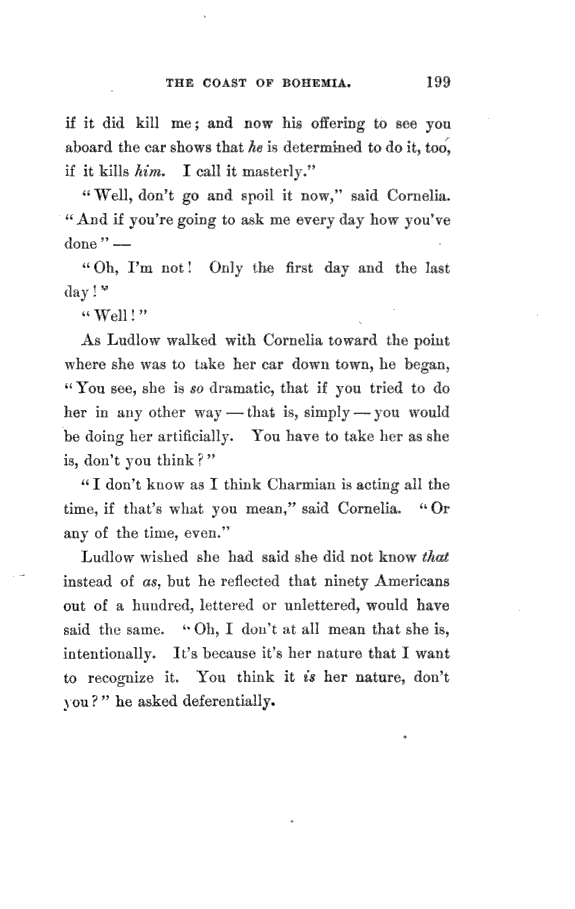 THE COAST OF BOHEMIA. 199
if it did kill me; and now his offering to see you
aboard the car shows that he is determined to do it, too,
if it kills him. I call it masterly."
"Well, don't go and spoil it now," said Cornelia.
"And if you're going to ask me every day how you've
done"—
"Oh, I'm not! Only the first day and the last
day!"
"Well!"
As Ludlow walked with Cornelia toward the point
where she was to take her car down town, he began,
"You see, she is so dramatic, that if you tried to do
her in any other way—that is, simply—you would
be doing her artificially. You have to take her as she
is, don't you think?"
"I don't know as I think Charmian is acting all the
time, if that's what you mean," said Cornelia. "Or
any of the time, even."
Ludlow wished she had said she did not know that
instead of as, but he reflected that ninety Americans
out of a hundred, lettered or unlettered, would have
said the same. "Oh, I don't at all mean that she is,
intentionally. It's because it's her nature that I want
to recognize it. You think it is her nature, don't
you?" he asked deferentially.